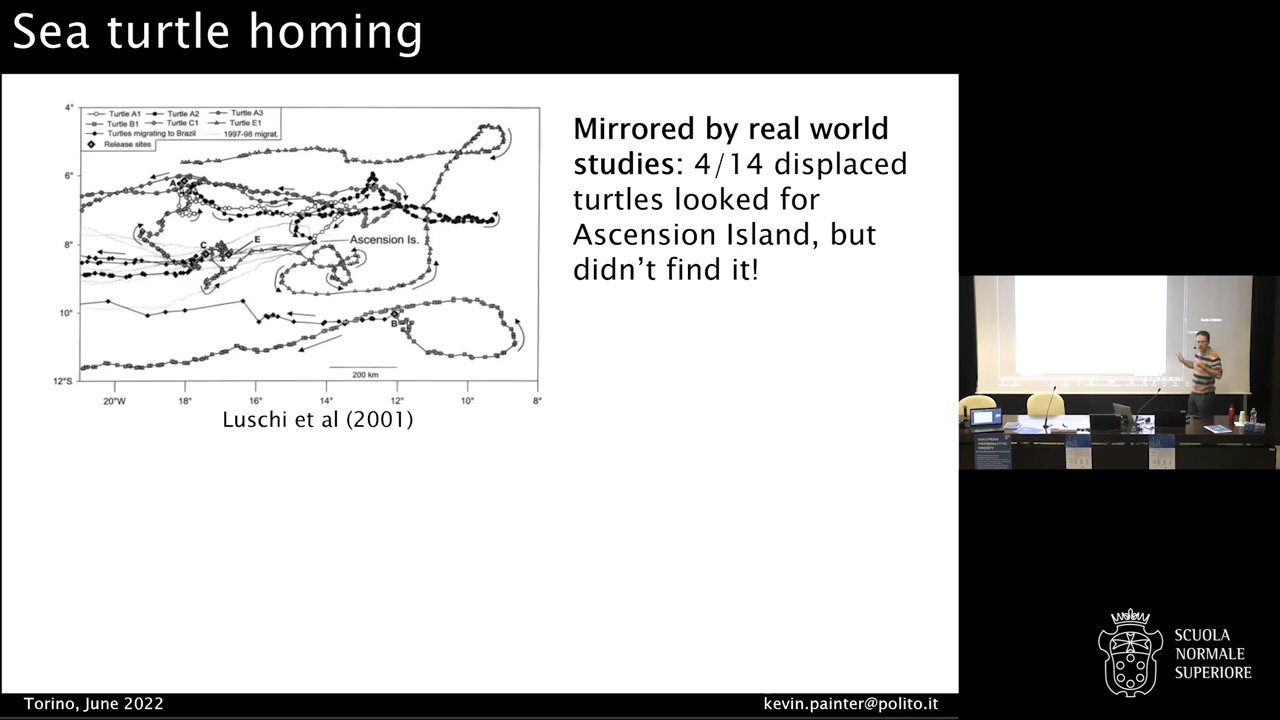 Sea turtle homing
4°
Turtle A1 Turtle A2 Turtle A3
Turtle B1 Turtle C1 Turtle E1
Turtles migrating to Brazil 1997-98 migrat.
Release sites
6°
A
Mirrored by real world
studies: 4/14 displaced
turtles looked for
Ascension Island, but
didn't find it!
8°
C E Ascension Is.
10°
B
200 km
12°S
20°W 18° 16° 14° 12° 10° 8°
Luschi et al (2001)
SCUOLA
NORMALE
SUPERIORE
Torino, June 2022
kevin.painter@polito.it